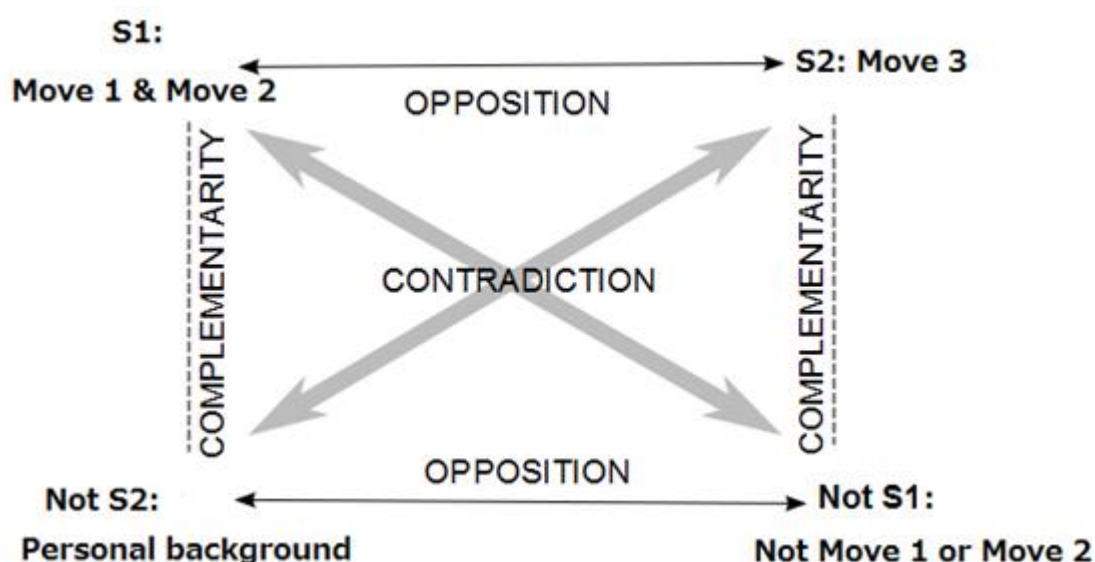 S1:
Move 1 & Move 2
S2: Move 3
OPPOSITION
COMPLEMENTARITY
COMPLEMENTARITY
CONTRADICTION
OPPOSITION
Not S2:
Personal background
Not S1:
Not Move 1 or Move 2